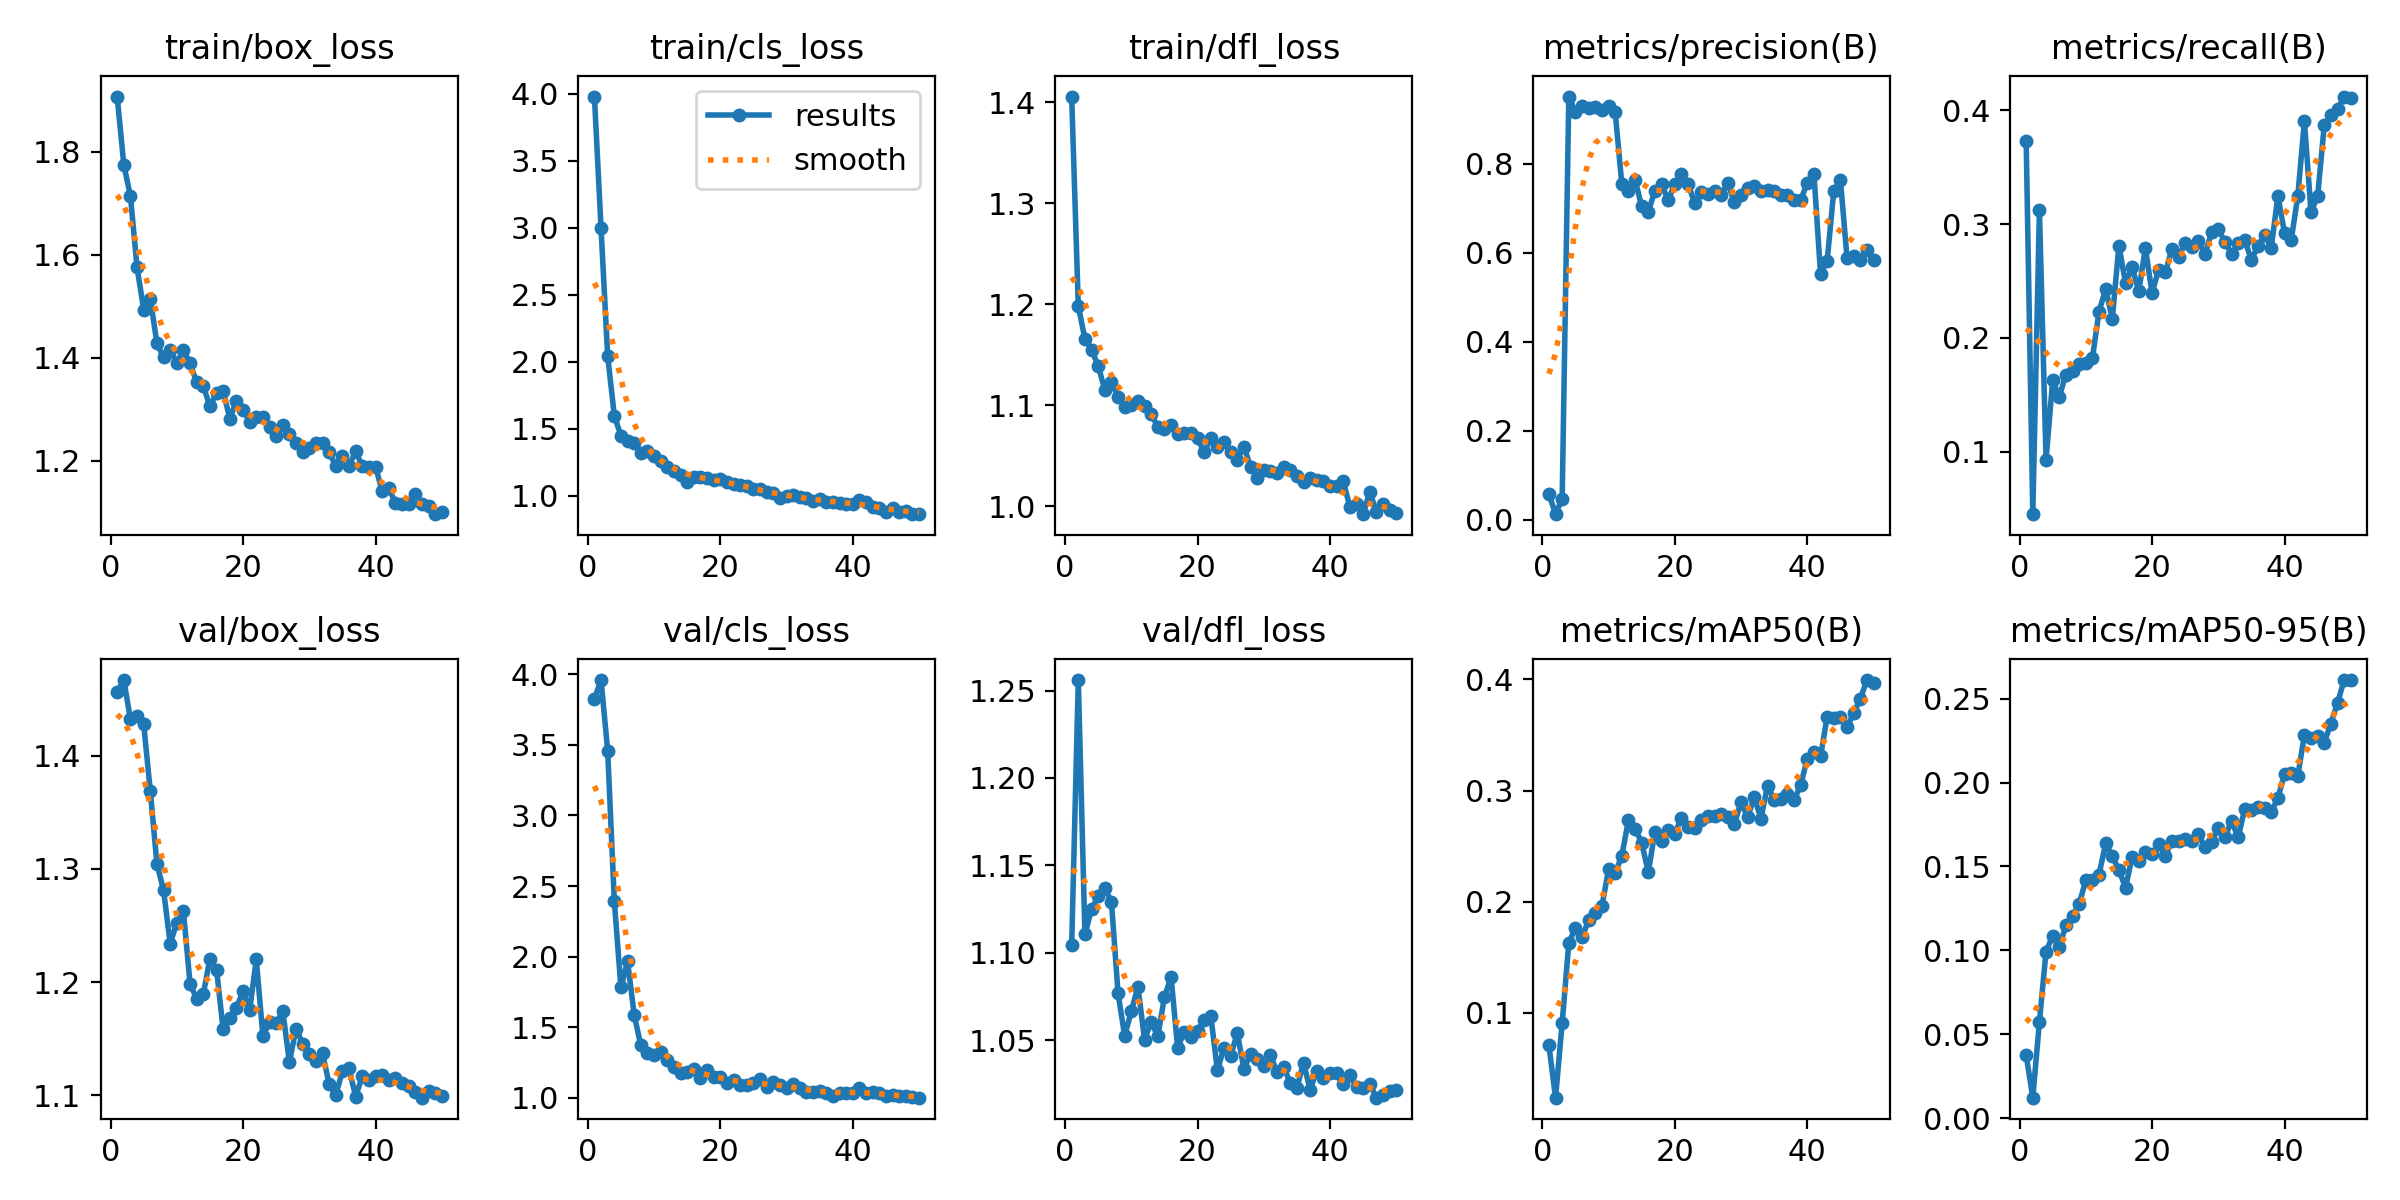 train/box_loss
1.8
1.6
1.4
1.2
0 20 40
train/cls_loss
results
smooth
4.0
3.5
3.0
2.5
2.0
1.5
1.0
0 20 40
train/dfl_loss
1.4
1.3
1.2
1.1
1.0
0 20 40
metrics/precision(B)
0.8
0.6
0.4
0.2
0.0
0 20 40
metrics/recall(B)
0.4
0.3
0.2
0.1
0 20 40
val/box_loss
1.4
1.3
1.2
1.1
0 20 40
val/cls_loss
4.0
3.5
3.0
2.5
2.0
1.5
1.0
0 20 40
val/dfl_loss
1.25
1.20
1.15
1.10
1.05
0 20 40
metrics/mAP50(B)
0.4
0.3
0.2
0.1
0 20 40
metrics/mAP50-95(B)
0.25
0.20
0.15
0.10
0.05
0.00
0 20 40